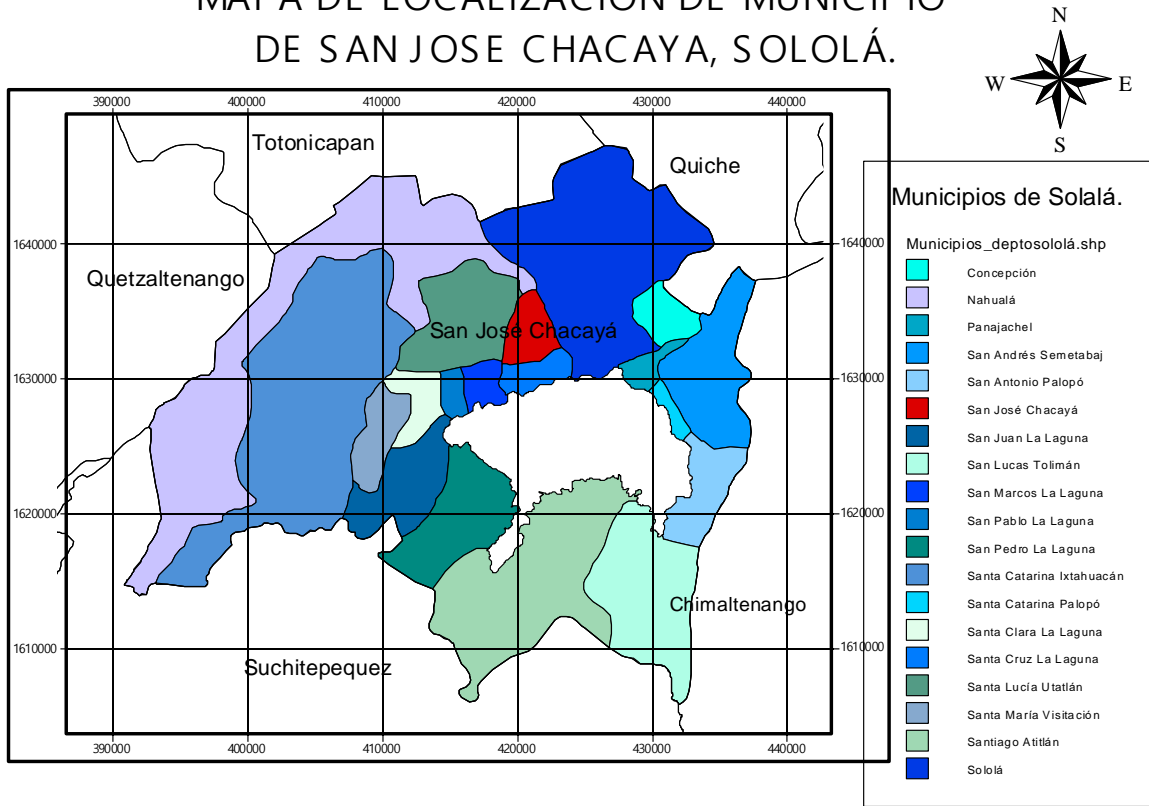 MAPA DE LOCALIZACION DE MUNICIPIO
DE SAN JOSE CHACAYA, SOLOLÁ.
N
W E
S
390000 400000 410000 420000 430000 440000
Totonicapan
Quiche
1640000 1640000
Quetzaltenango
San José Chacayá
1630000 1630000
1620000 1620000
Chimaltenango
1610000 1610000
Suchitepequez
390000 400000 410000 420000 430000 440000
Municipios de Solalá.
Municipios_deptosololá.shp
Concepción
Nahualá
Panajachel
San Andrés Semetabaj
San Antonio Palopó
San José Chacayá
San Juan La Laguna
San Lucas Tolimán
San Marcos La Laguna
San Pablo La Laguna
San Pedro La Laguna
Santa Catarina Ixtahuacán
Santa Catarina Palopó
Santa Clara La Laguna
Santa Cruz La Laguna
Santa Lucía Utatlán
Santa María Visitación
Santiago Atitlán
Sololá